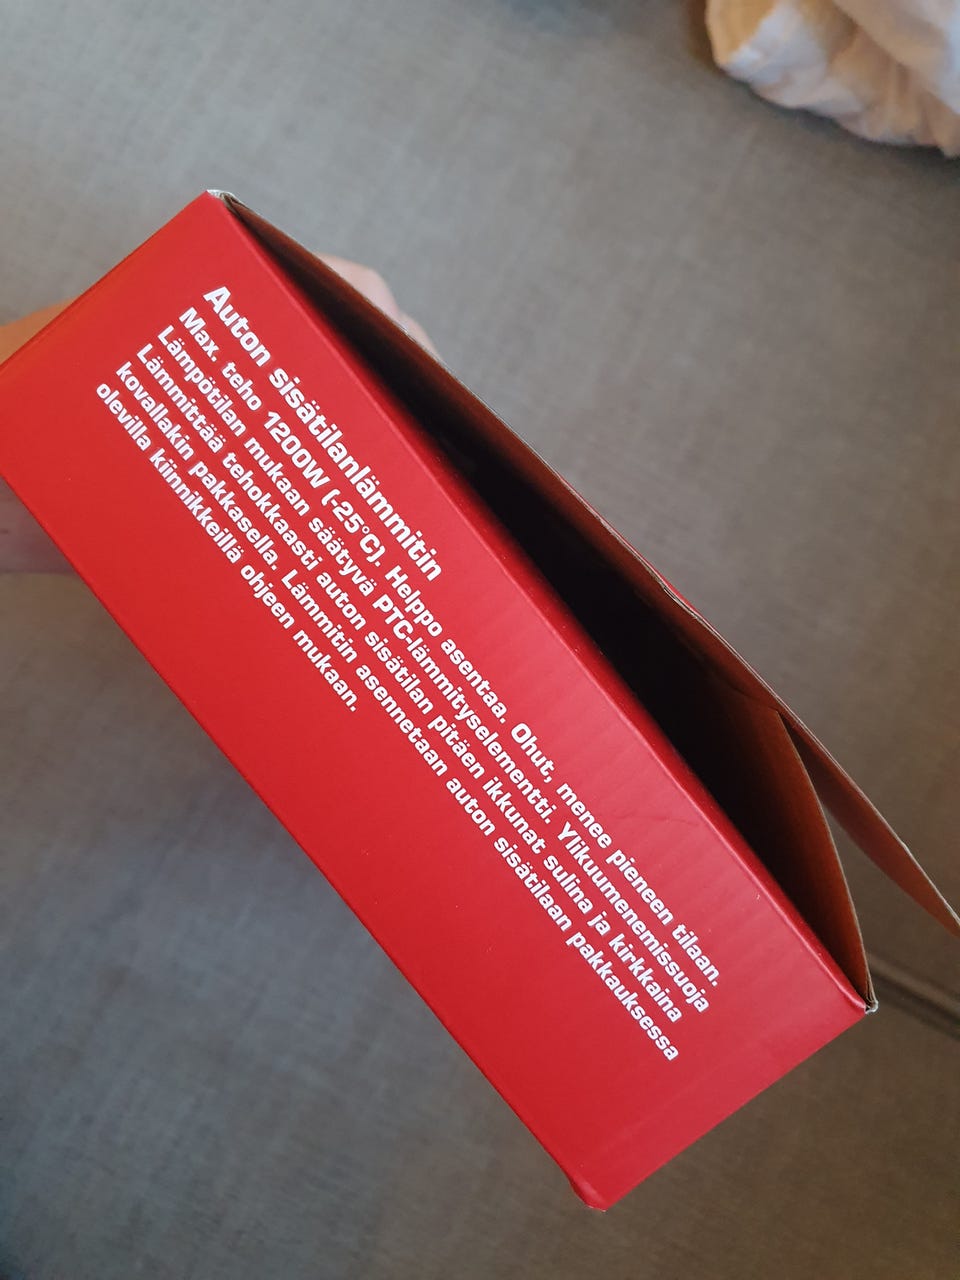 Auton sisätilanlämmitin
Max. teho 1200W (-25°C). Helppo asentaa. Ohut, menee pieneen tilaan.
Lämpötilan mukaan säätyvä PTC-lämmityselementti. Ylikuumenemissuoja
Lämmittää tehokkaasti auton sisätilan pitäen ikkunat sulina ja kirkkaina
kovallakin pakkasella. Lämmitin asennetaan auton sisätilaan pakkauksessa
olevilla kiinnikkeillä ohjeen mukaan.